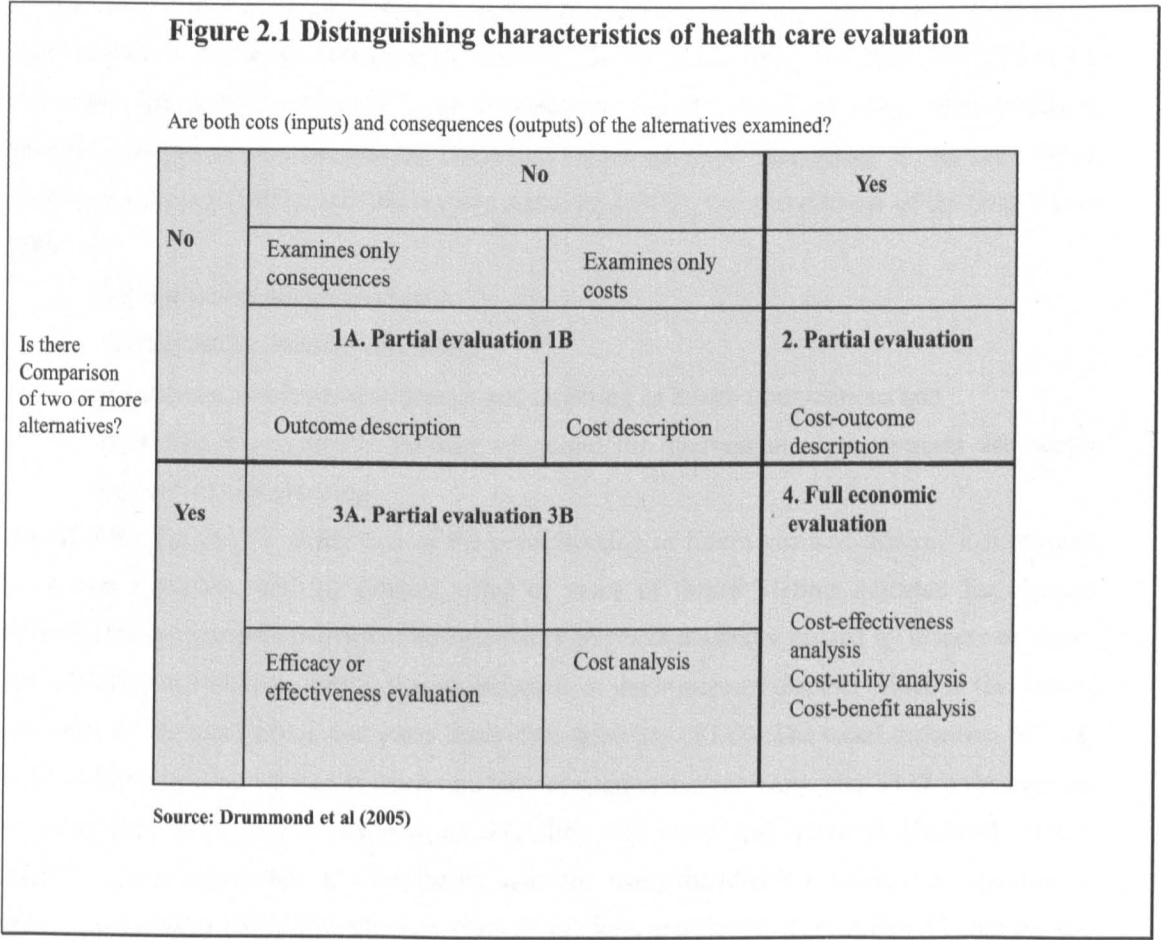 Figure 2.1 Distinguishing characteristics of health care evaluation
Are both cots (inputs) and consequences (outputs) of the alternatives examined?
No
Yes
No
Examines only
consequences
Examines only
costs
Is there
Comparison
of two or more
alternatives?
1A. Partial evaluation 1B
2. Partial evaluation
Outcome description
Cost description
Cost-outcome
description
Yes
3A. Partial evaluation 3B
4. Full economic
evaluation
Efficacy or
effectiveness evaluation
Cost analysis
Cost-effectiveness
analysis
Cost-utility analysis
Cost-benefit analysis
Source: Drummond et al (2005)